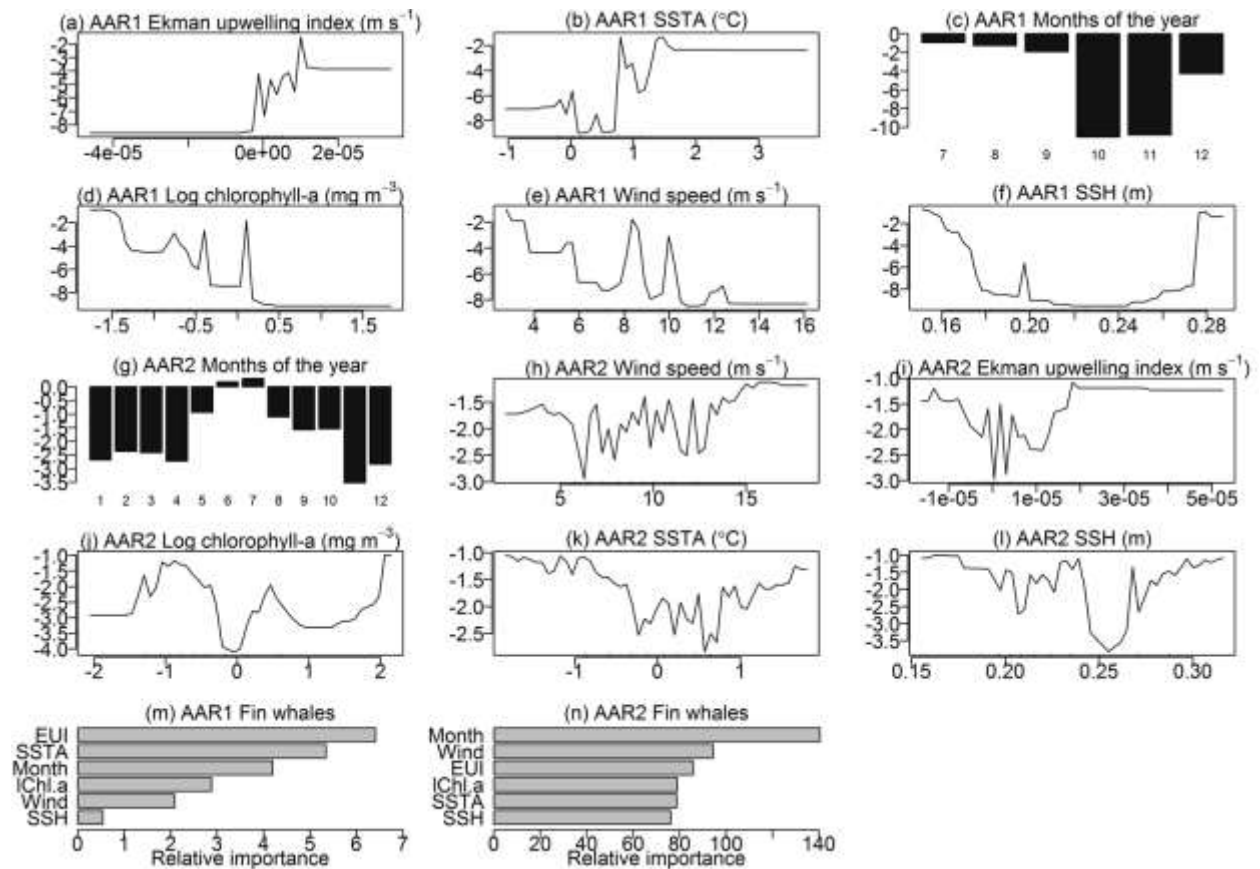 (a) AAR1 Ekman upwelling index (m s⁻¹)
-2
-3
-4
-5
-6
-7
-8
-4e-05 0e+00 2e-05
(b) AAR1 SSTA (°C)
-2
-4
-6
-8
-1 0 1 2 3
(c) AAR1 Months of the year
0
-2
-4
-6
-8
-10
7 8 9 10 11 12
(d) AAR1 Log chlorophyll-a (mg m⁻³)
-2
-4
-6
-8
-1.5 -0.5 0.5 1.5
(e) AAR1 Wind speed (m s⁻¹)
-2
-4
-6
-8
4 6 8 10 12 14 16
(f) AAR1 SSH (m)
-2
-4
-6
-8
0.16 0.20 0.24 0.28
(g) AAR2 Months of the year
0.0
-0.5
-1.0
-1.5
-2.0
-2.5
-3.0
-3.5
1 2 3 4 5 6 7 8 9 10 11 12
(h) AAR2 Wind speed (m s⁻¹)
-1.5
-2.0
-2.5
-3.0
5 10 15
(i) AAR2 Ekman upwelling index (m s⁻¹)
-1.0
-1.5
-2.0
-2.5
-3.0
-1e-05 1e-05 3e-05 5e-05
(j) AAR2 Log chlorophyll-a (mg m⁻³)
-1.0
-1.5
-2.0
-2.5
-3.0
-3.5
-4.0
-2 -1 0 1 2
(k) AAR2 SSTA (°C)
-1.0
-1.5
-2.0
-2.5
-1 0 1
(l) AAR2 SSH (m)
-1.0
-1.5
-2.0
-2.5
-3.0
-3.5
0.15 0.20 0.25 0.30
(m) AAR1 Fin whales
EUI
SSTA
Month
lChl.a
Wind
SSH
0 1 2 3 4 5 6 7
Relative importance
(n) AAR2 Fin whales
Month
Wind
EUI
lChl.a
SSTA
SSH
0 20 40 60 80 100 140
Relative importance